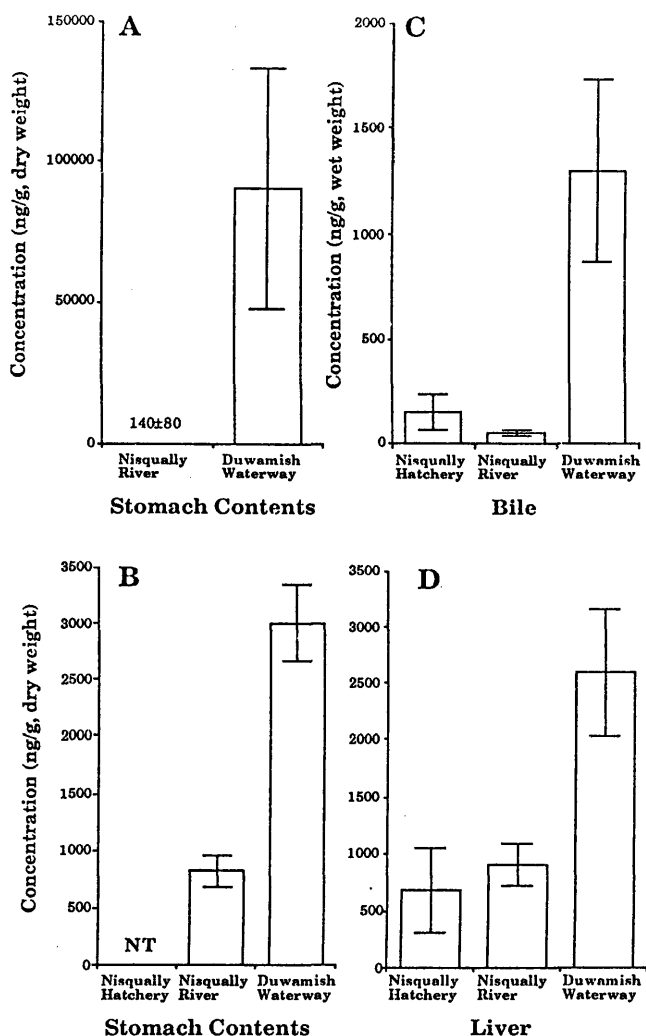 A
Concentration (ng/g, dry weight)
150000
100000
50000
0
140±80
Nisqually River
Duwamish Waterway
Stomach Contents
C
Concentration (ng/g, wet weight)
2000
1500
1000
500
0
Nisqually Hatchery
Nisqually River
Duwamish Waterway
Bile
B
Concentration (ng/g, dry weight)
3500
3000
2500
2000
1500
1000
500
0
NT
Nisqually Hatchery
Nisqually River
Duwamish Waterway
Stomach Contents
D
3500
3000
2500
2000
1500
1000
500
0
Nisqually Hatchery
Nisqually River
Duwamish Waterway
Liver